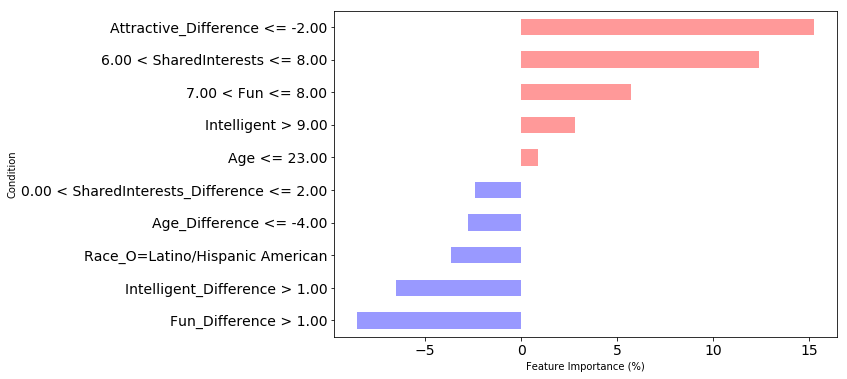 Attractive_Difference <= -2.00
6.00 < SharedInterests <= 8.00
7.00 < Fun <= 8.00
Intelligent > 9.00
Age <= 23.00
0.00 < SharedInterests_Difference <= 2.00
Age_Difference <= -4.00
Race_O=Latino/Hispanic American
Intelligent_Difference > 1.00
Fun_Difference > 1.00
Condition
−5 0 5 10 15
Feature Importance (%)